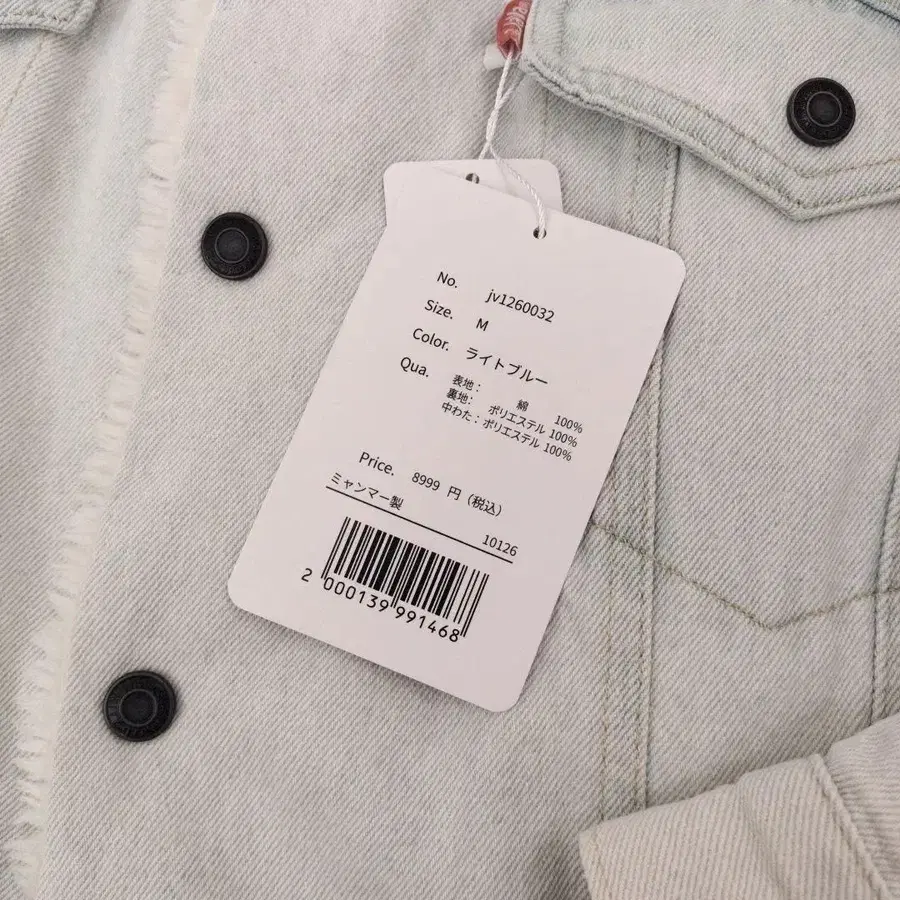 No. jv1260032
Size. M
Color. ライトブルー
Qua. 表地: 綿 100%
裏地: ポリエステル 100%
中わた: ポリエステル 100%
Price. 8999 円 (税込)
ミャンマー製
10126
2 000139 991468